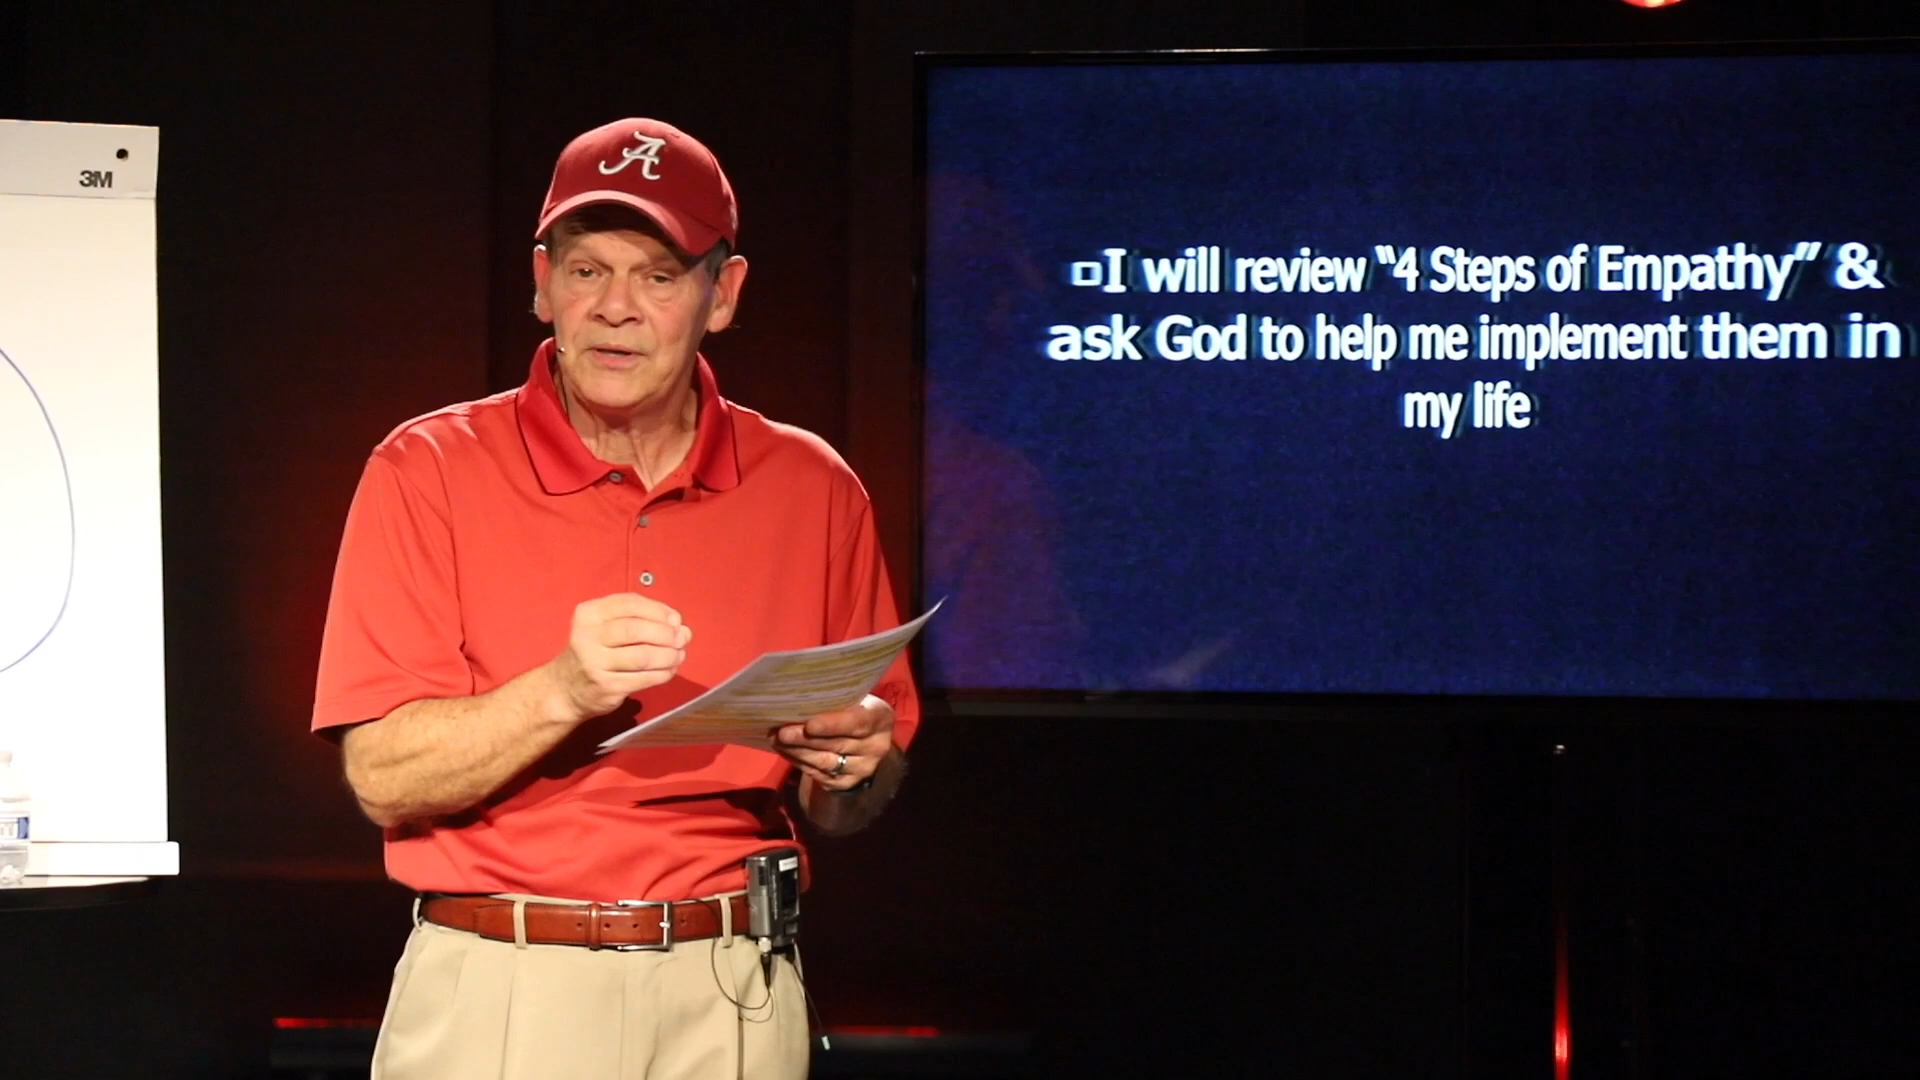 3M
A
▫I will review “4 Steps of Empathy” &
ask God to help me implement them in
my life